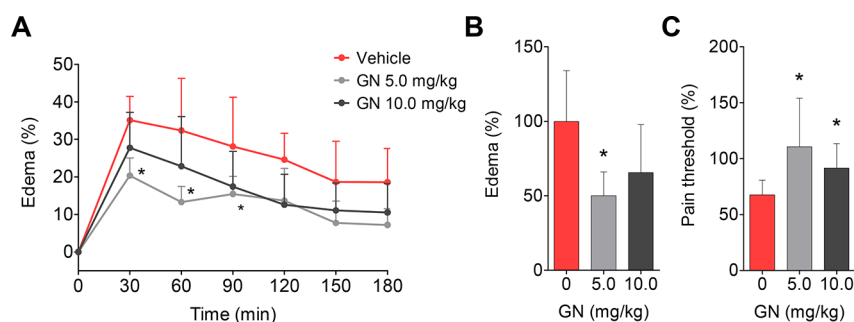 A
Edema (%)
50
40
30
20
10
0
Vehicle
GN 5.0 mg/kg
GN 10.0 mg/kg
*
*
*
0 30 60 90 120 150 180
Time (min)
B
Edema (%)
150
100
50
0
*
0 5.0 10.0
GN (mg/kg)
C
Pain threshold (%)
200
150
100
50
0
*
*
0 5.0 10.0
GN (mg/kg)